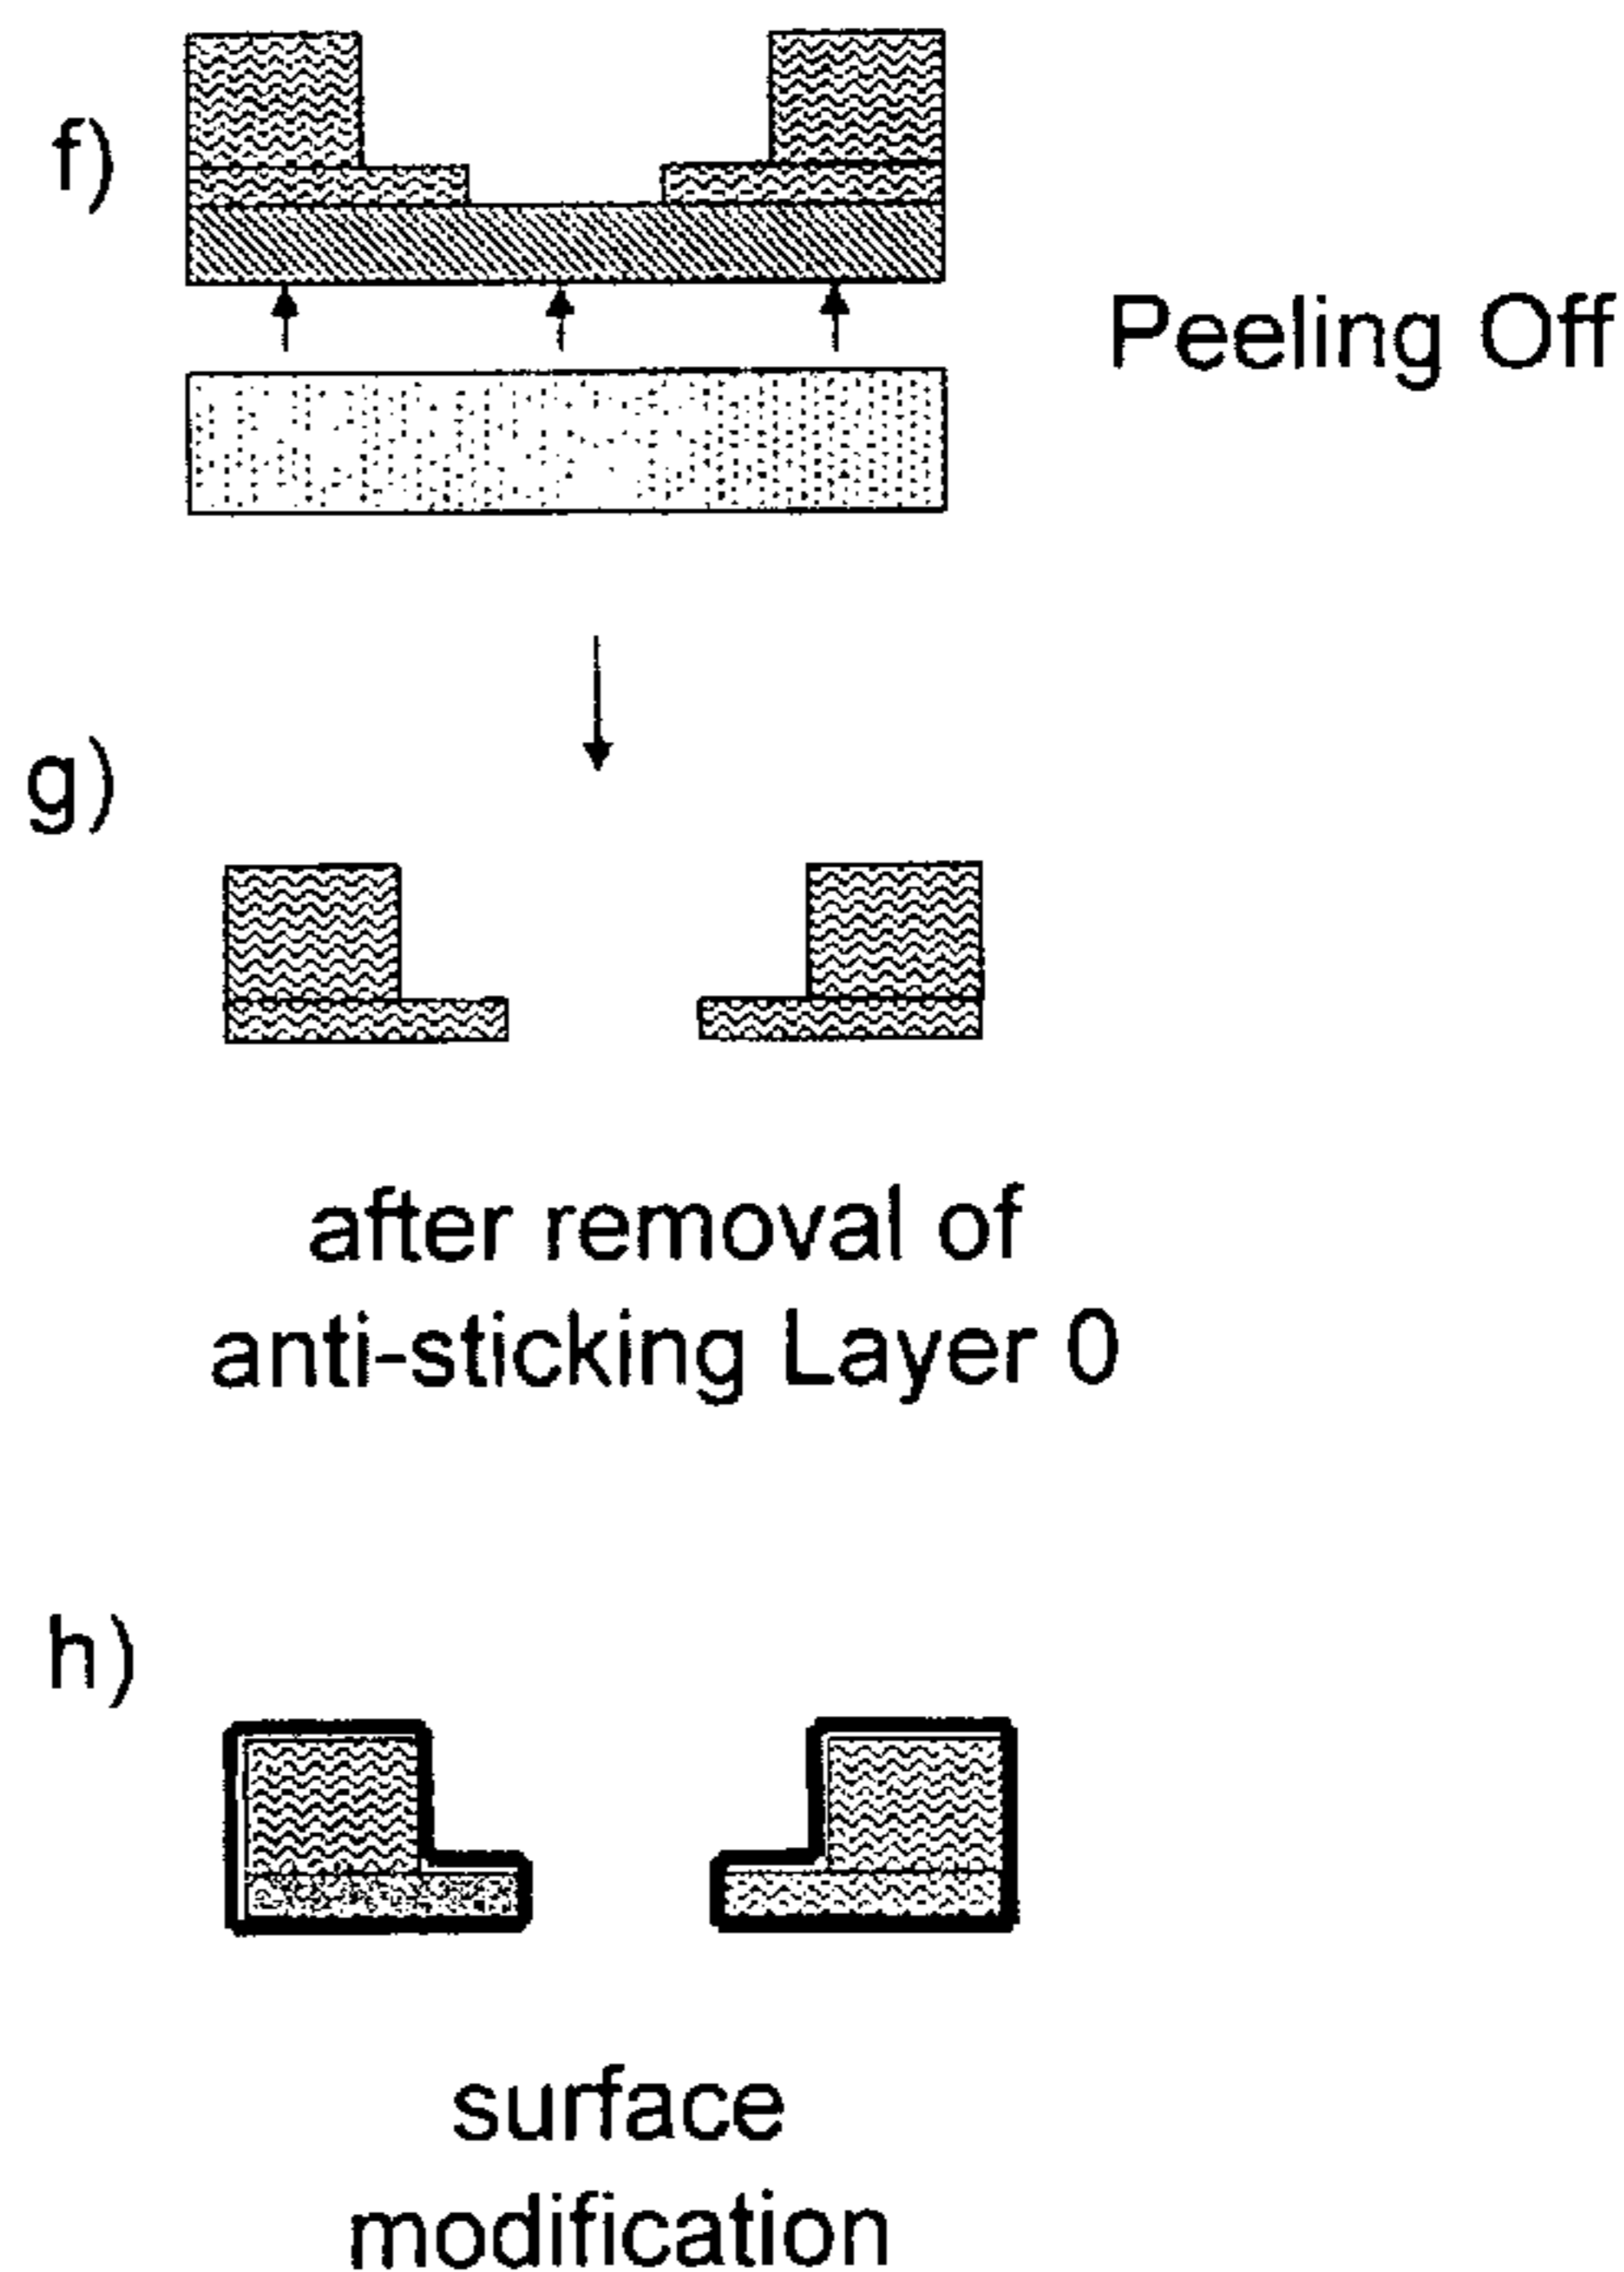 f)
Peeling Off
g)
after removal of
anti-sticking Layer 0
h)
surface
modification